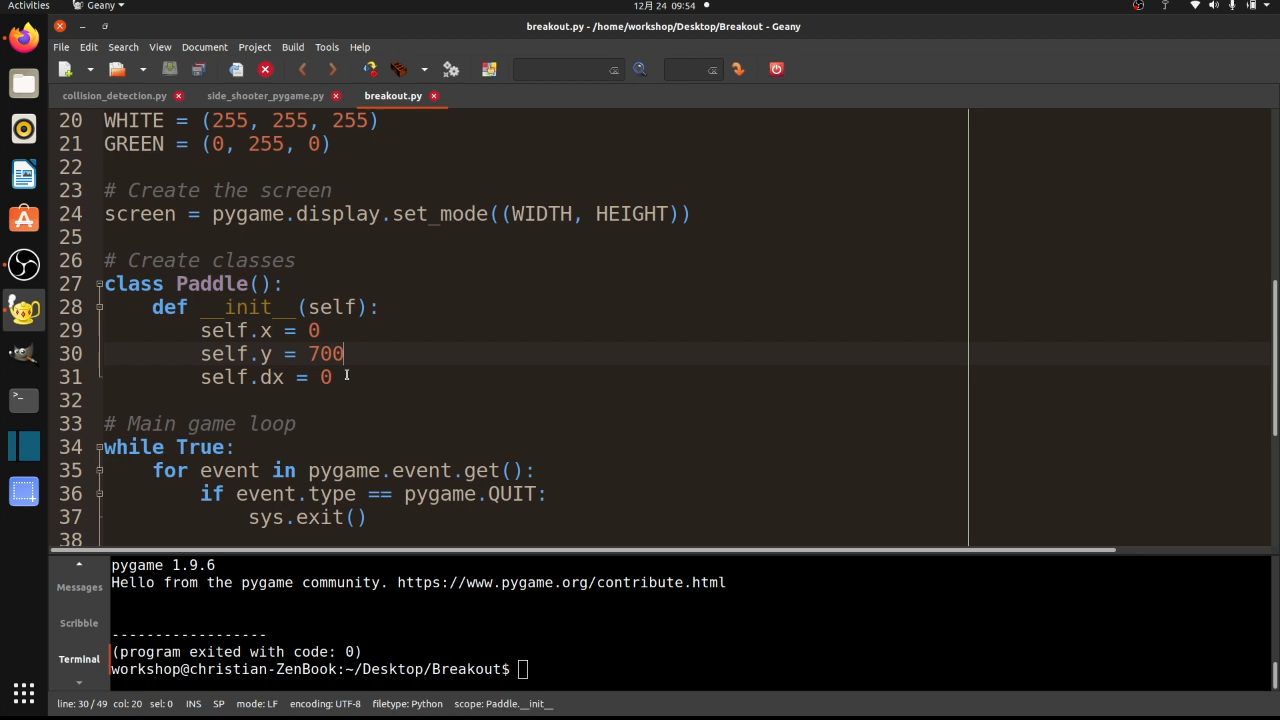 Activities
Geany
12月 24 09:54
breakout.py - /home/workshop/Desktop/Breakout - Geany
File Edit Search View Document Project Build Tools Help
collision_detection.py side_shooter_pygame.py breakout.py
20 WHITE = (255, 255, 255)
21 GREEN = (0, 255, 0)
22
23 # Create the screen
24 screen = pygame.display.set_mode((WIDTH, HEIGHT))
25
26 # Create classes
27 class Paddle():
28 def __init__(self):
29 self.x = 0
30 self.y = 700
31 self.dx = 0
32
33 # Main game loop
34 while True:
35 for event in pygame.event.get():
36 if event.type == pygame.QUIT:
37 sys.exit()
38
Messages
Scribble
Terminal
pygame 1.9.6
Hello from the pygame community. https://www.pygame.org/contribute.html
------------------
(program exited with code: 0)
workshop@christian-ZenBook:~/Desktop/Breakout$
line: 30 / 49 col: 20 sel: 0 INS SP mode: LF encoding: UTF-8 filetype: Python scope: Paddle.__init__